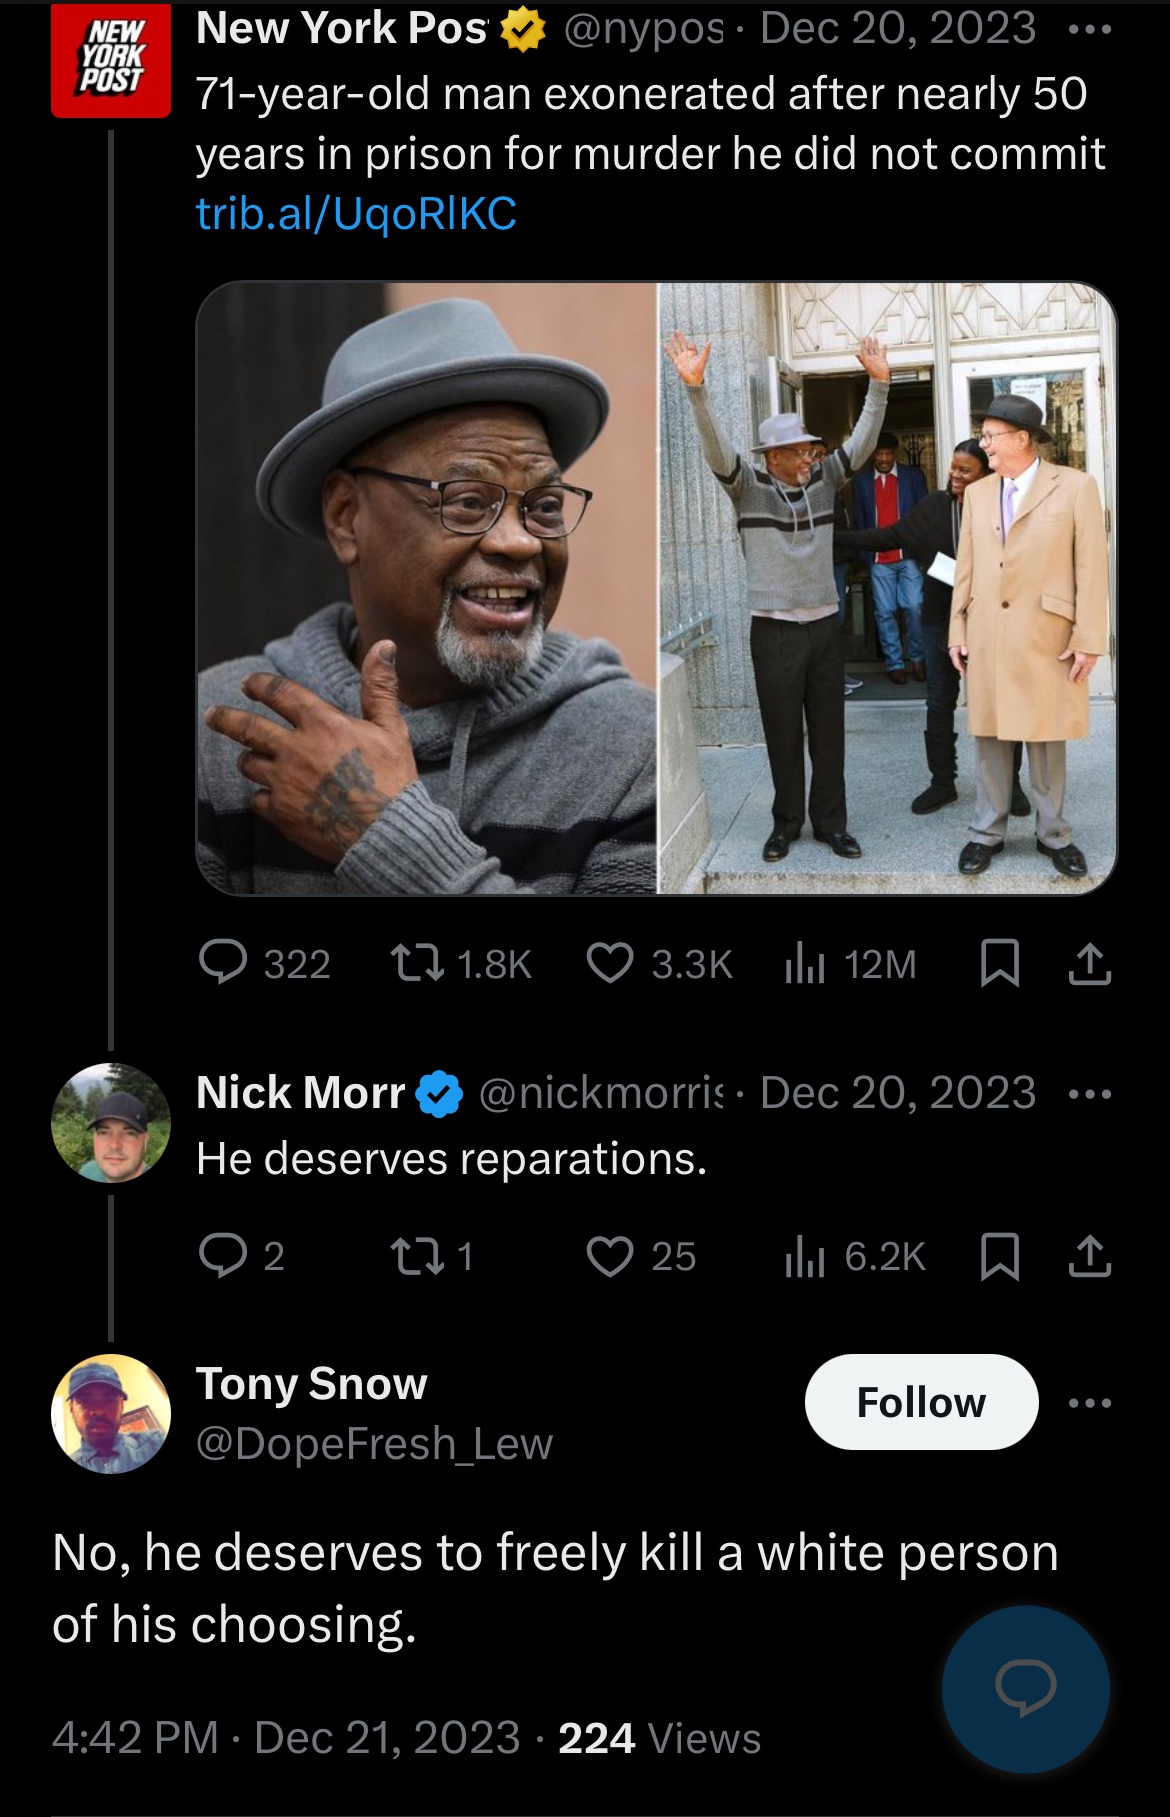 NEW
YORK
POST
New York Pos @nypos · Dec 20, 2023
71-year-old man exonerated after nearly 50
years in prison for murder he did not commit
trib.al/UqoRlKC
322 1.8K 3.3K 12M
Nick Morr @nickmorris · Dec 20, 2023
He deserves reparations.
2 1 25 6.2K
Tony Snow
Follow
@DopeFresh_Lew
No, he deserves to freely kill a white person
of his choosing.
4:42 PM · Dec 21, 2023 · 224 Views